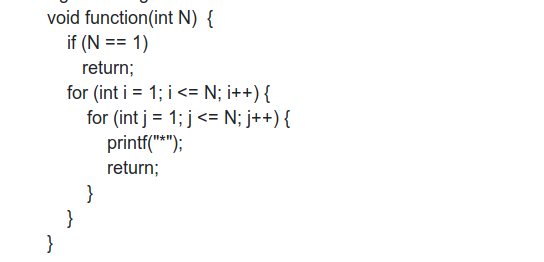 void function(int N) {
if (N == 1)
return;
for (int i = 1; i <= N; i++) {
for (int j = 1; j <= N; j++) {
printf("*");
return;
}
}
}